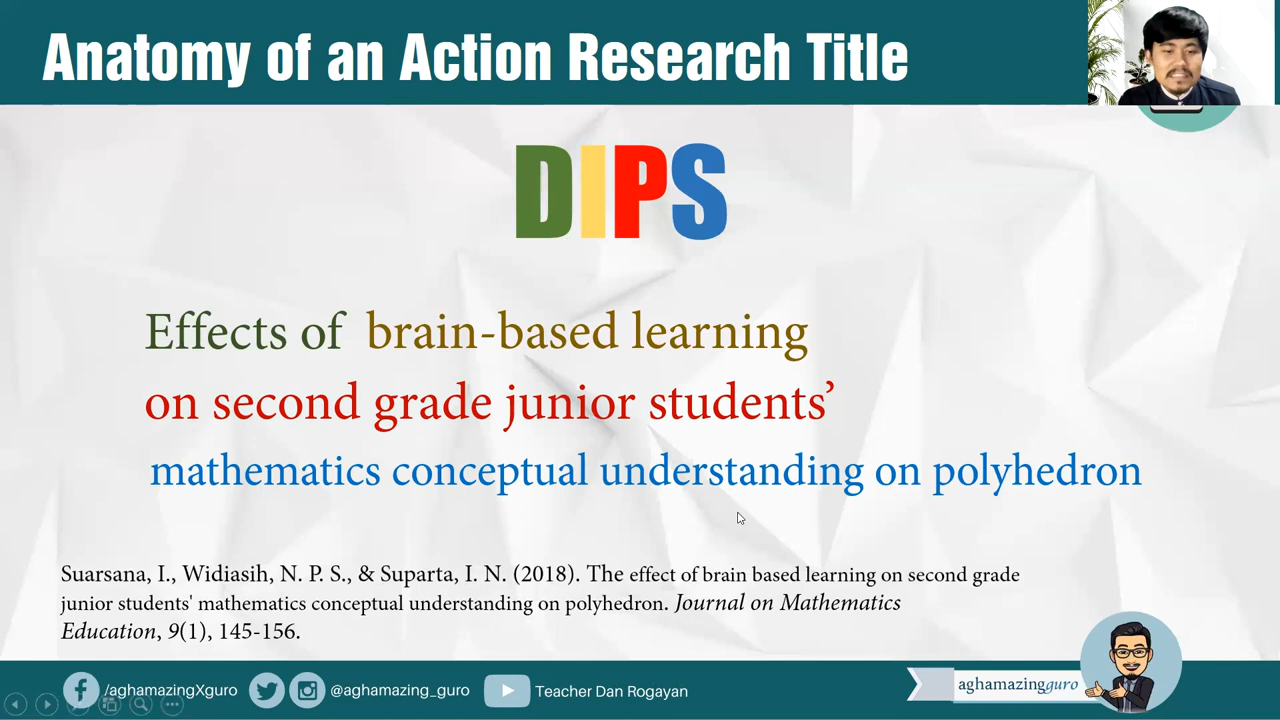 Anatomy of an Action Research Title
DIPS
Effects of brain-based learning
on second grade junior students’
mathematics conceptual understanding on polyhedron
Suarsana, I., Widiasih, N. P. S., & Suparta, I. N. (2018). The effect of brain based learning on second grade
junior students' mathematics conceptual understanding on polyhedron. Journal on Mathematics
Education, 9(1), 145-156.
/aghamazingXguro @aghamazing_guro Teacher Dan Rogayan aghamazingguro